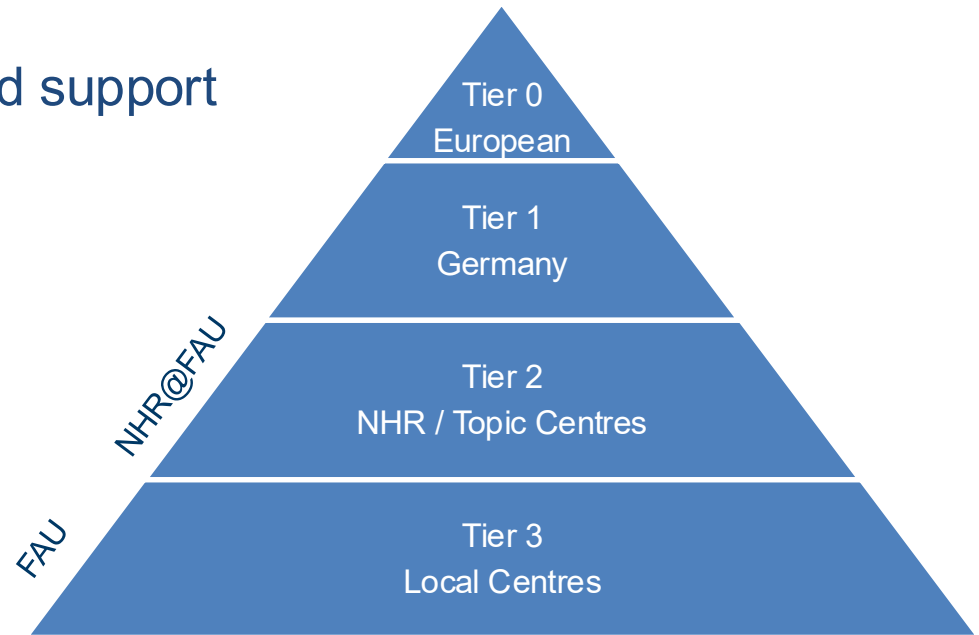 d support
Tier 0
European
Tier 1
Germany
NHR@FAU
Tier 2
NHR / Topic Centres
FAU
Tier 3
Local Centres